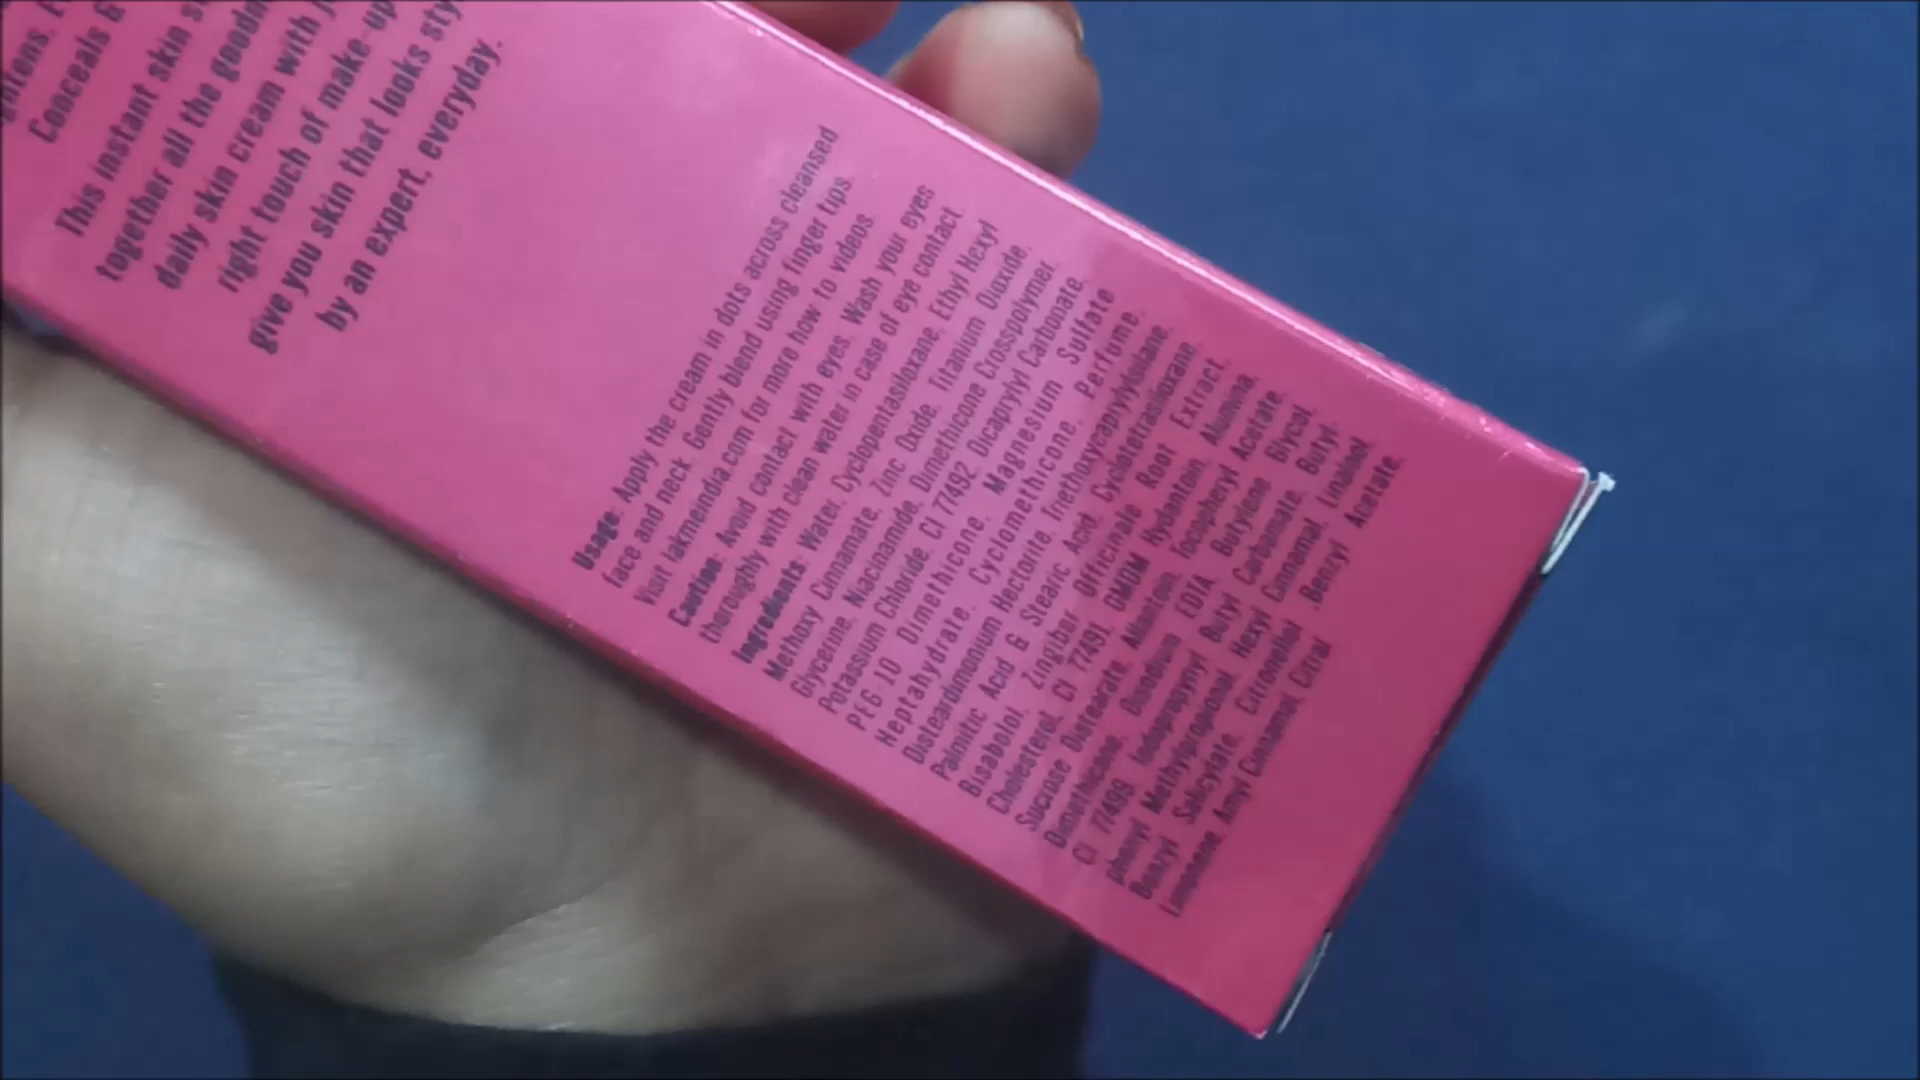 Conceals &
This instant skin
together all the
daily skin cream with
right touch of make-up
give you skin that looks
by an expert, everyday.
Usage: Apply the cream in dots across cleansed
face and neck. Gently blend using finger tips.
Visit lakmeindia.com for more how to videos.
Caution: Avoid contact with eyes. Wash your eyes
thoroughly with clean water in case of eye contact.
Ingredients: Water, Cyclopentasiloxane, Ethyl Hexyl
Methoxy Cinnamate, Zinc Oxide, Titanium Dioxide,
Glycerine, Niacinamide, Dimethicone Crosspolymer,
Potassium Chloride, CI 77492, Dicaprylyl Carbonate,
PEG 10 Dimethicone, Magnesium Sulfate
Heptahydrate, Cyclomethicone, Perfume,
Disteardimonium Hectorite, Triethoxycaprylylsilane,
Palmitic Acid & Stearic Acid, Cyclotetrasiloxane,
Bisabolol, Zingiber Officinale Root Extract,
Cholesterol, CI 77491, DMDM Hydantoin, Alumina,
Sucrose Distearate, Allantoin, Tocopheryl Acetate,
Dimethicone, Disodium EDTA, Butylene Glycol,
CI 77499, Iodopropynyl Butyl Carbonate, Butyl
phenyl Methylpropional, Hexyl Cinnamal, Linalool,
Benzyl Salicylate, Citronellol, Benzyl Acetate,
Limonene, Amyl Cinnamal, Citral